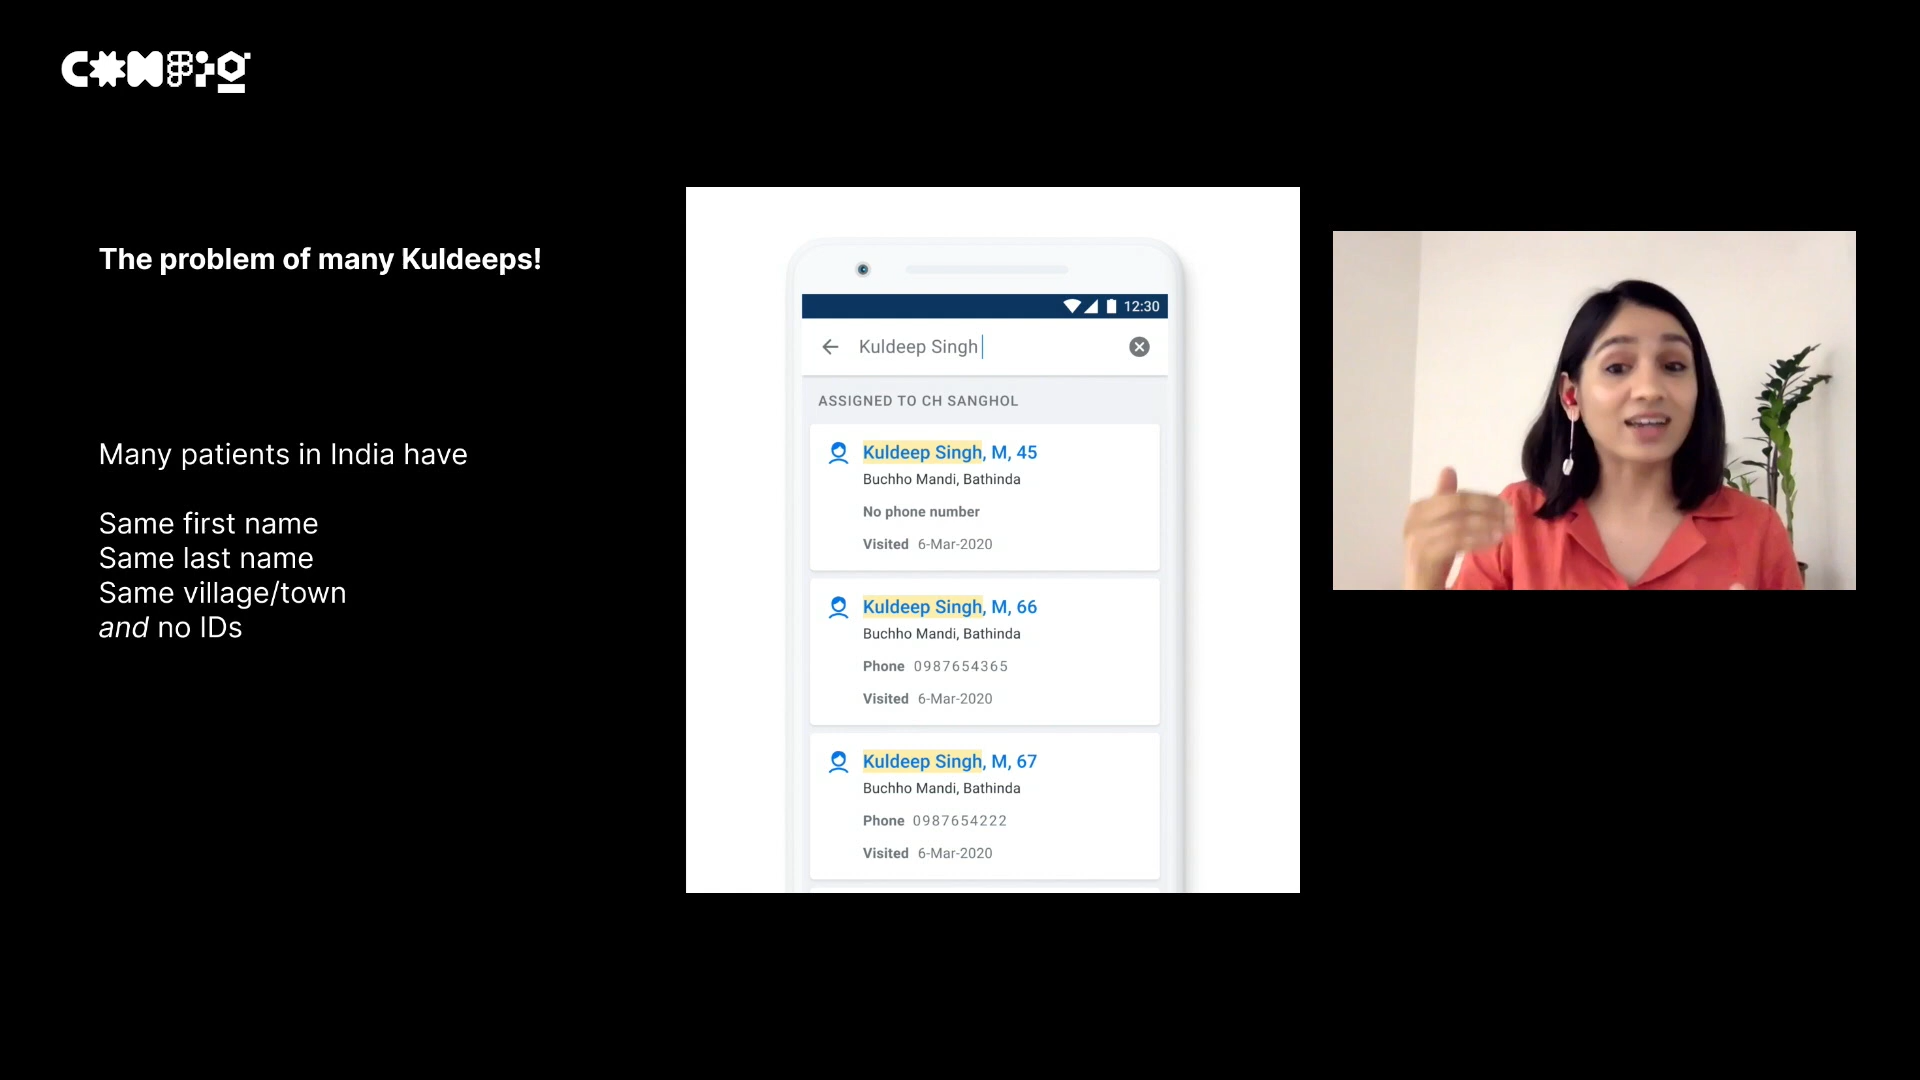 CONFIG
The problem of many Kuldeeps!
Many patients in India have
Same first name
Same last name
Same village/town
and no IDs
12:30
Kuldeep Singh
ASSIGNED TO CH SANGHOL
Kuldeep Singh, M, 45
Buchho Mandi, Bathinda
No phone number
Visited 6-Mar-2020
Kuldeep Singh, M, 66
Buchho Mandi, Bathinda
Phone 0987654365
Visited 6-Mar-2020
Kuldeep Singh, M, 67
Buchho Mandi, Bathinda
Phone 0987654222
Visited 6-Mar-2020